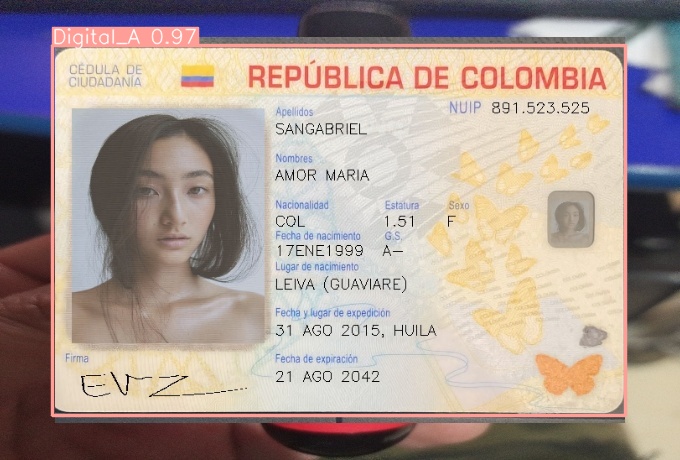 Digital_A 0.97
CÉDULA DE
CIUDADANÍA
REPÚBLICA DE COLOMBIA
NUIP 891.523.525
Apellidos
SANGABRIEL
Nombres
AMOR MARIA
Nacionalidad Estatura Sexo
COL 1.51 F
Fecha de nacimiento G.S.
17ENE1999 A–
Lugar de nacimiento
LEIVA (GUAVIARE)
Fecha y lugar de expedición
31 AGO 2015, HUILA
Firma
Fecha de expiración
21 AGO 2042